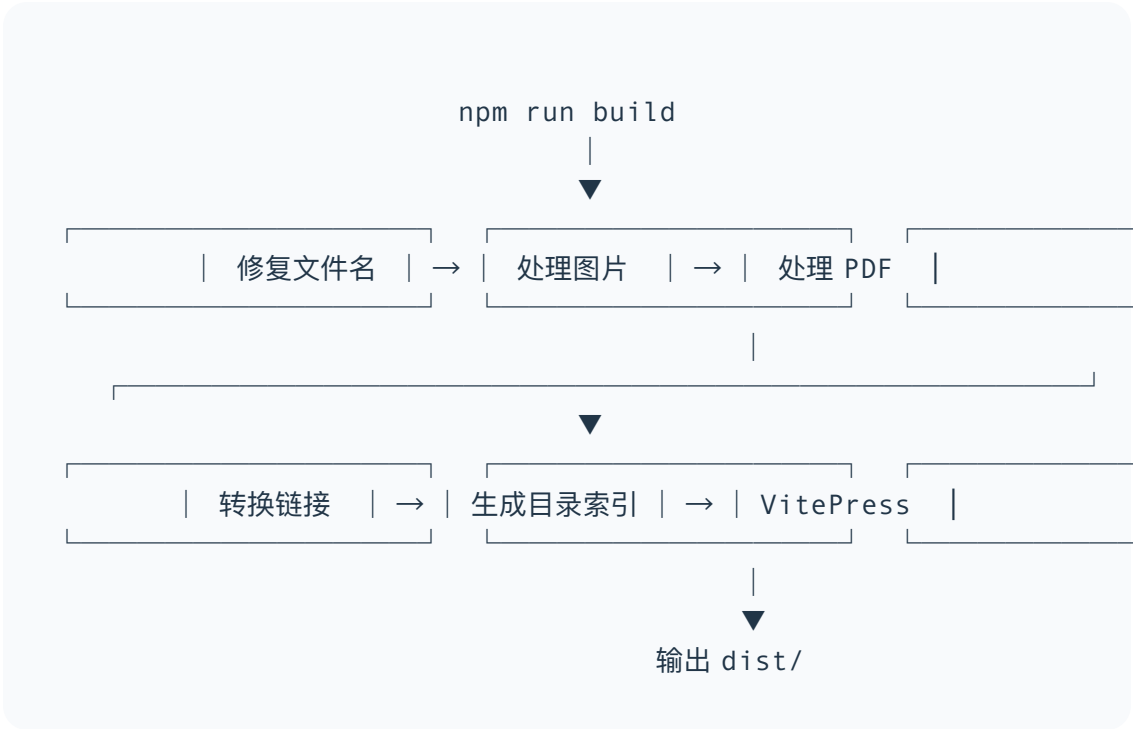 npm run build
修复文件名 → 处理图片 → 处理 PDF
转换链接 → 生成目录索引 → VitePress
输出 dist/